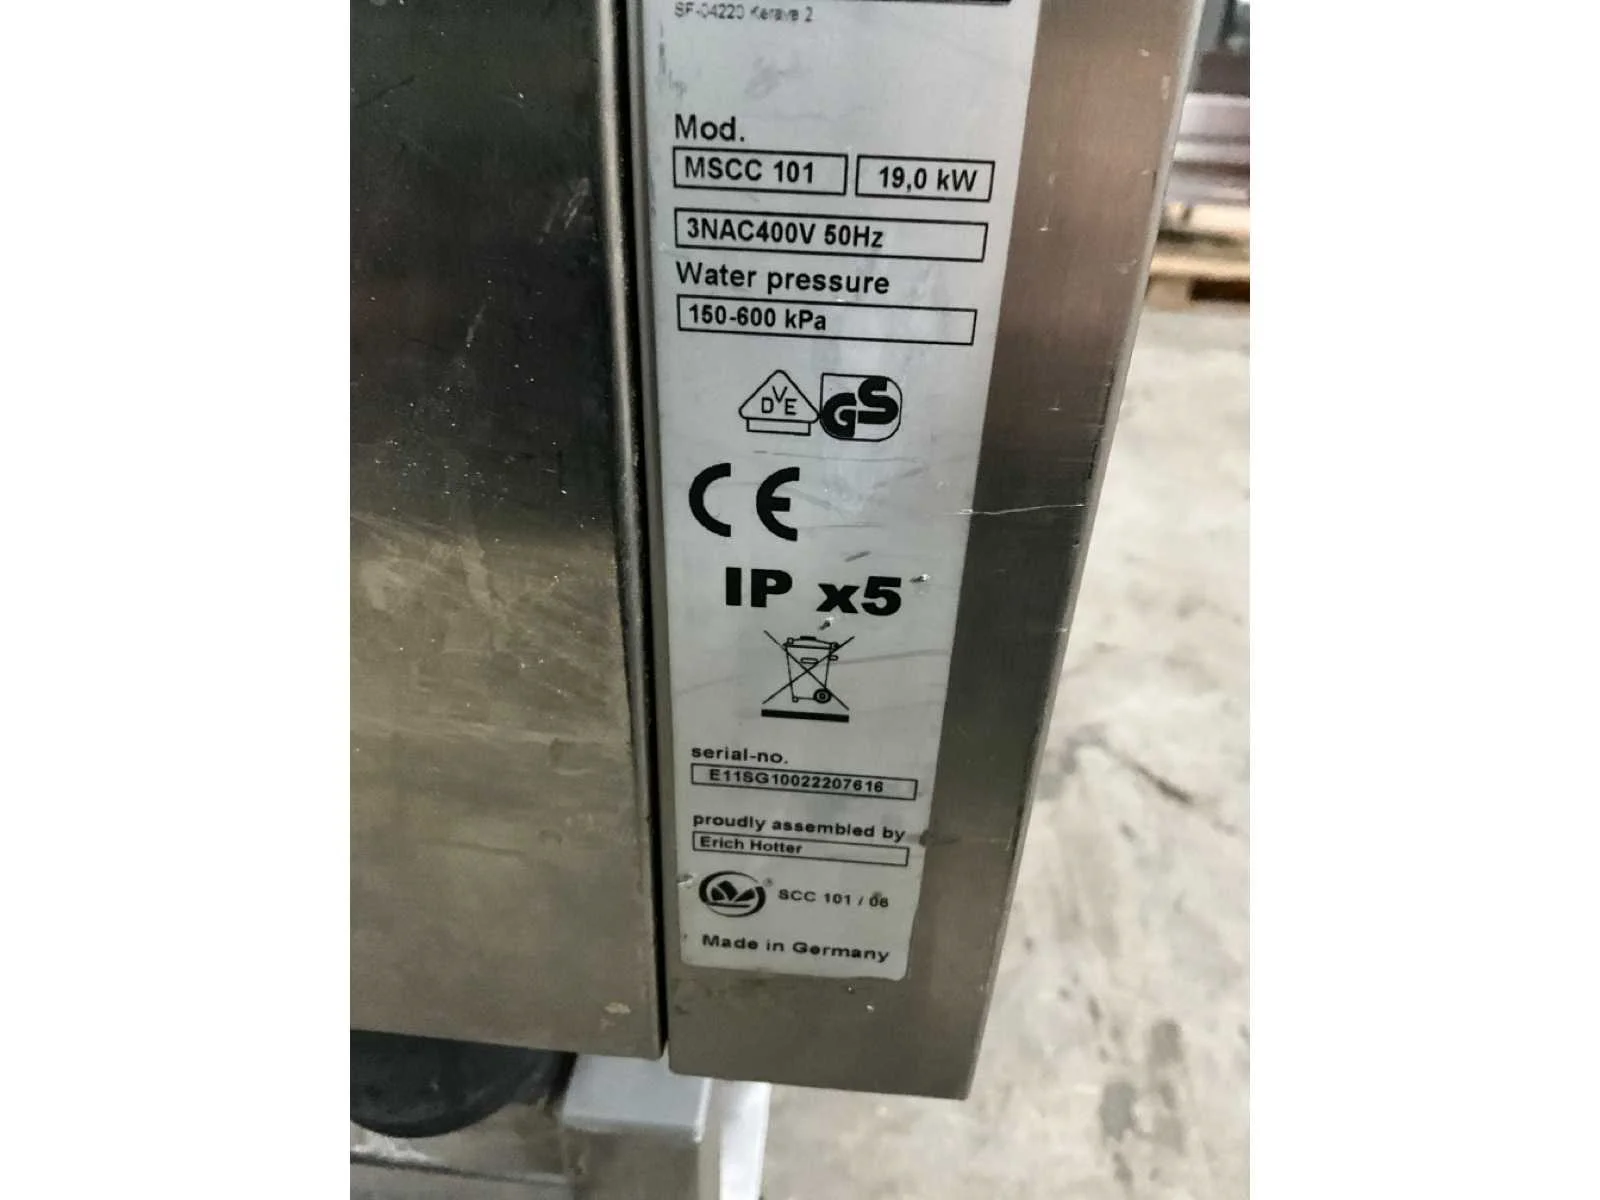 SF-04220 Kerava 2
Mod.
MSCC 101 19,0 kW
3NAC400V 50Hz
Water pressure
150-600 kPa
DVE GS
CE
IP x5
serial-no.
E11SG10022207616
proudly assembled by
Erich Hotter
® SCC 101 / 06
Made in Germany